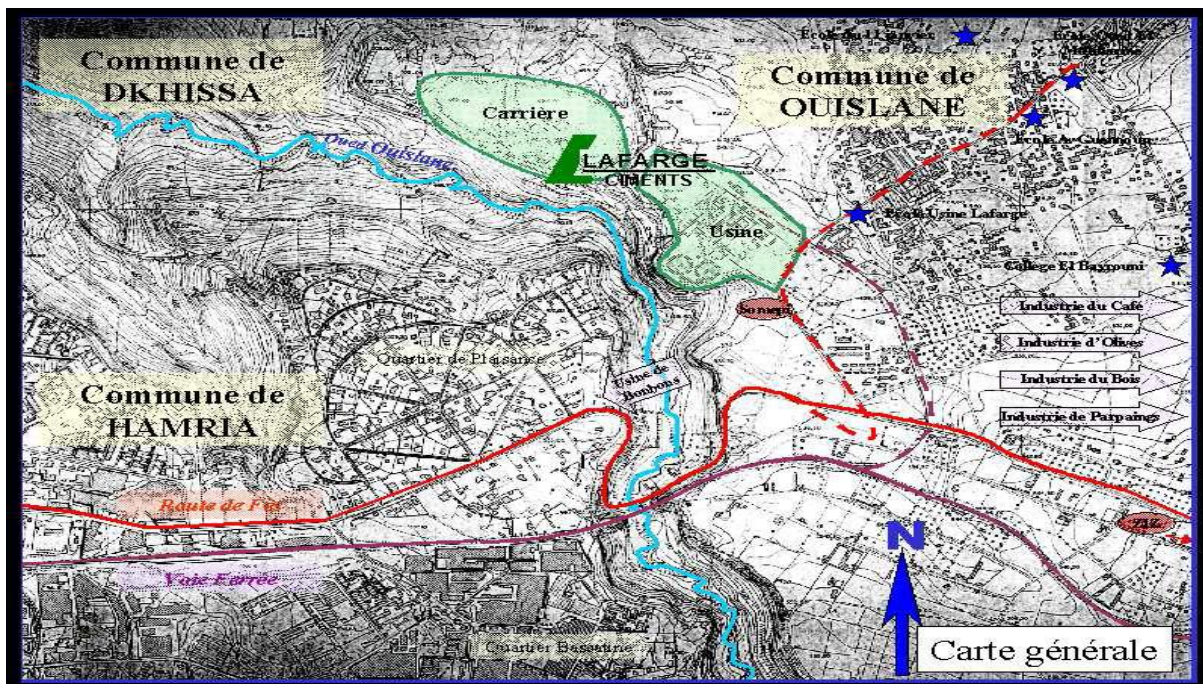 Commune de
DKHISSA
Carrière
Oued Ouislane
LAFARGE
CIMENTS
Usine
Commune de
OUISLANE
Ecole Usine Lafarge
College El Bayrouni
Industrie du Café
Industrie d'Olives
Industrie du Bois
Industrie de Parpaings
Quartier de Plaisance
Usine de
Bonbons
Commune de
HAMRIA
Route de Fes
Voie Ferrée
Quartier Bassatine
N
Carte générale